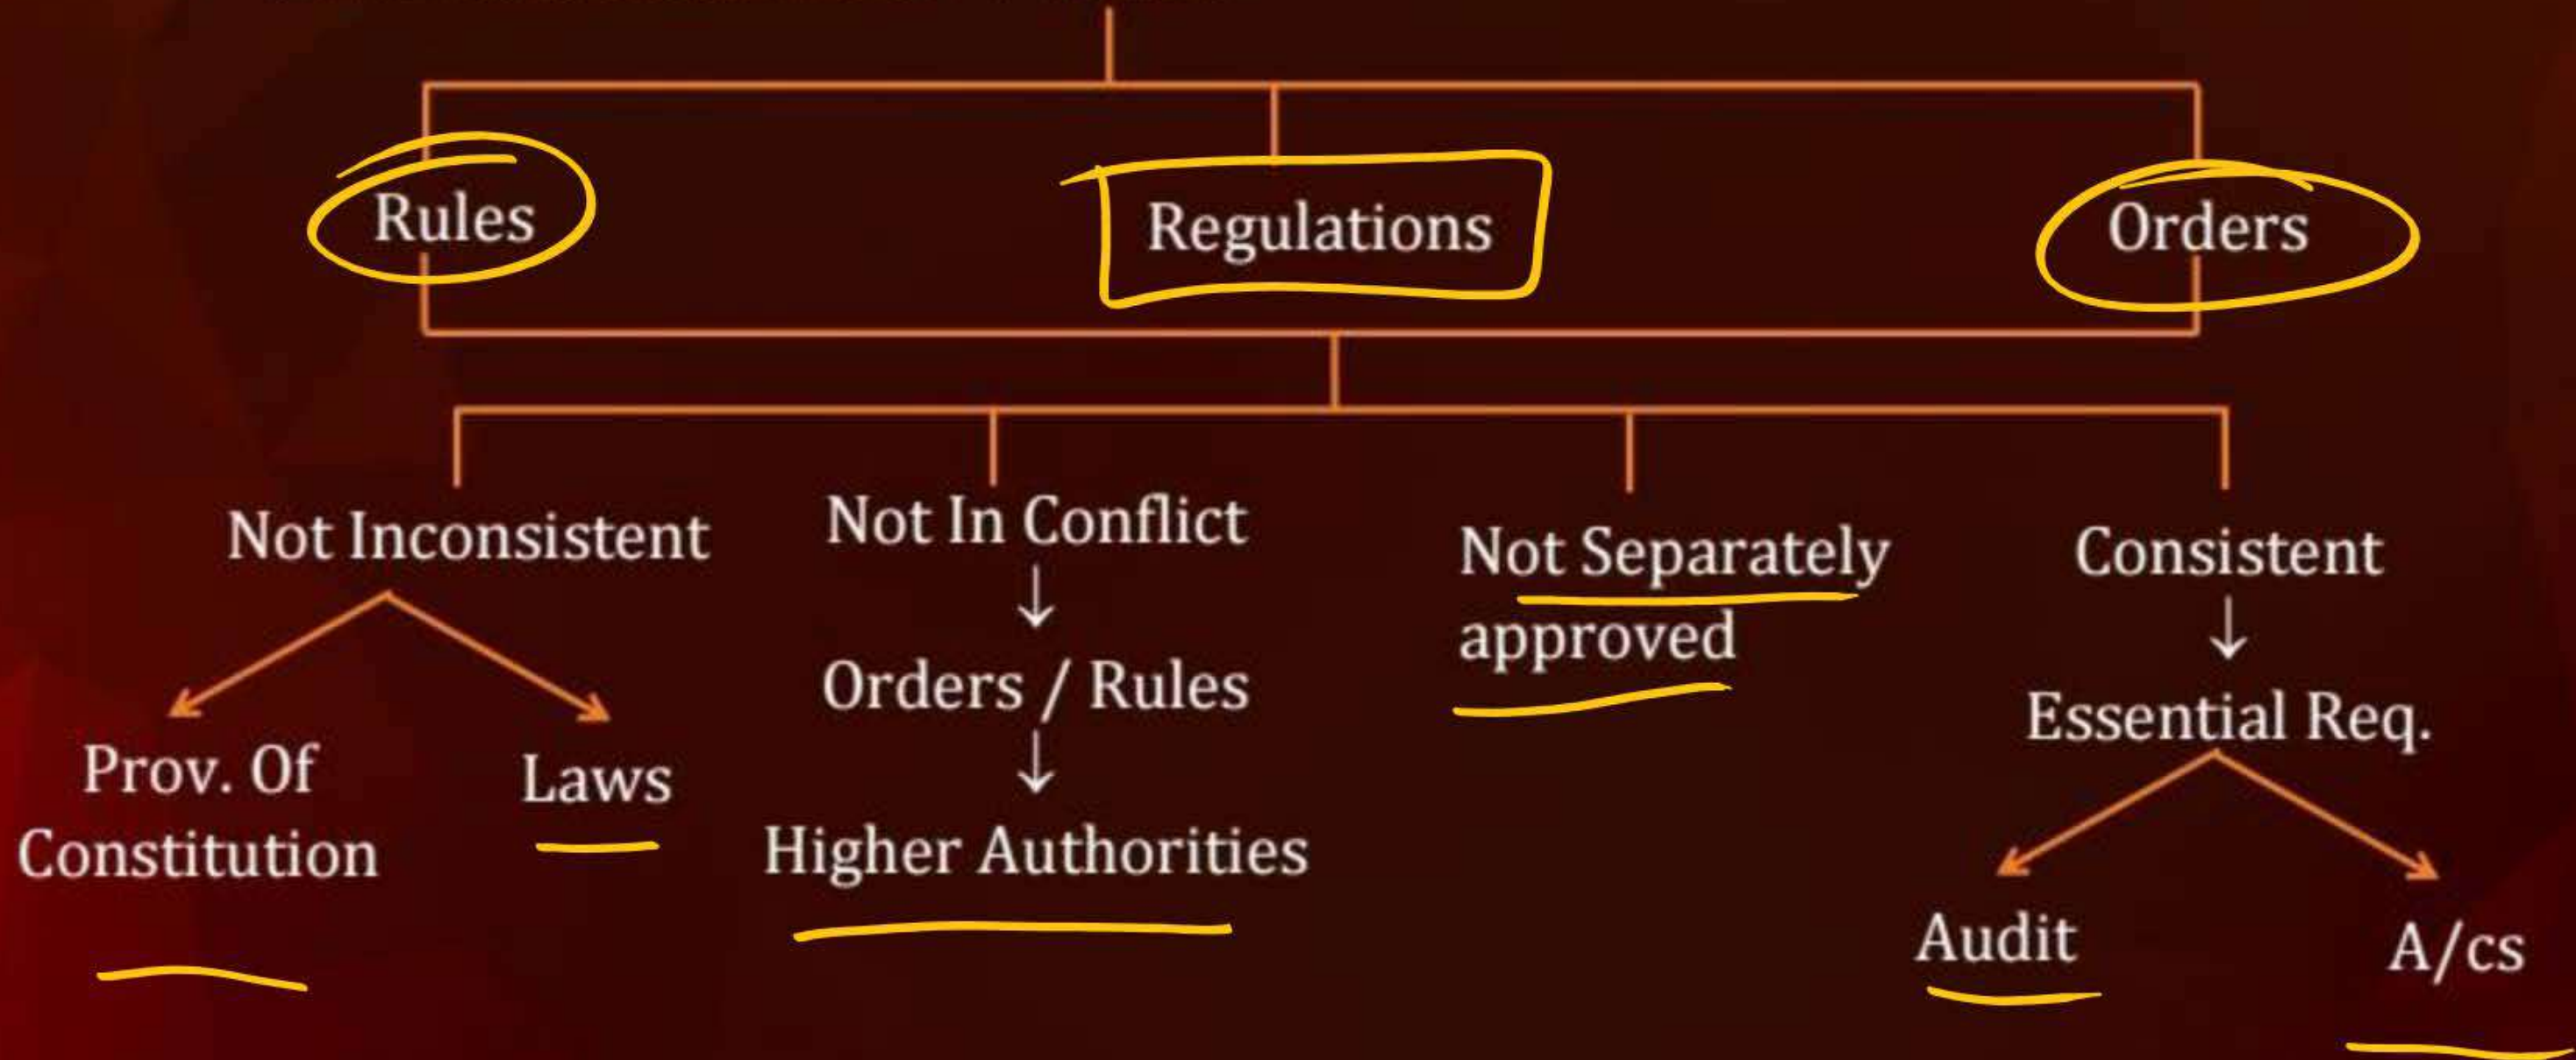 Rules
Regulations
Orders
Not Inconsistent
Prov. Of
Constitution
Laws
Not In Conflict
Orders / Rules
Higher Authorities
Not Separately
approved
Consistent
Essential Req.
Audit
A/cs